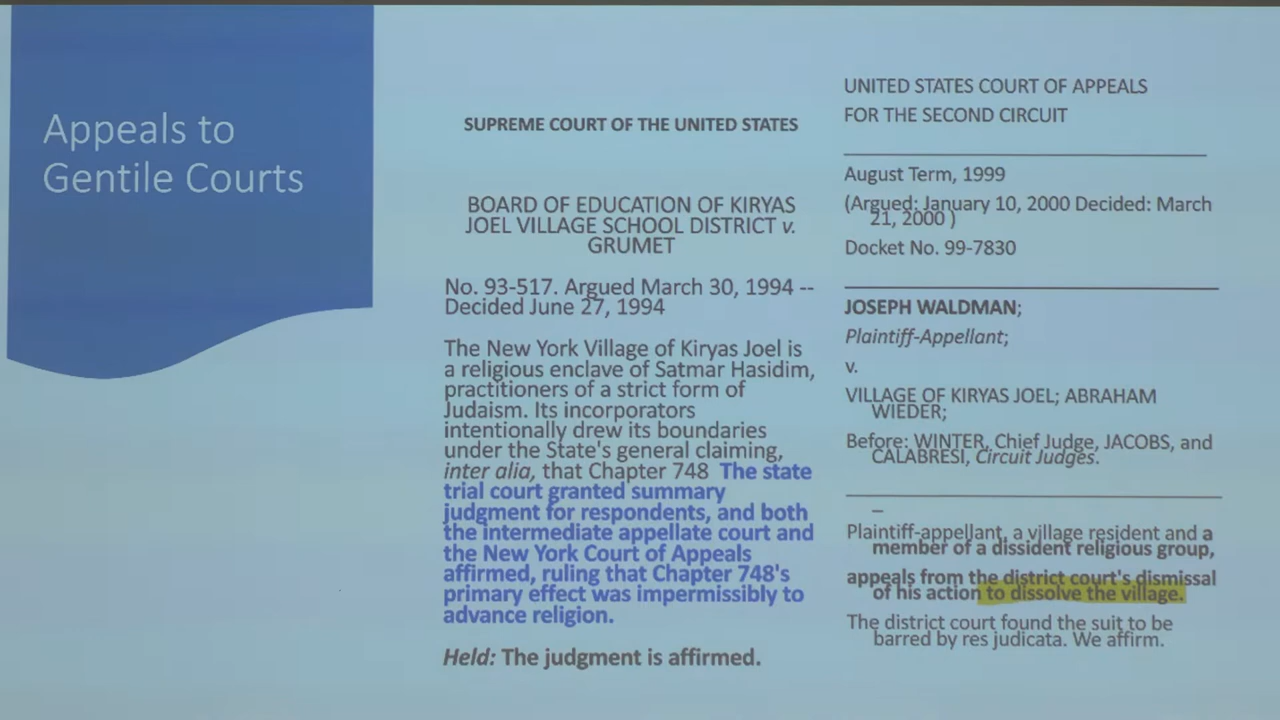 Appeals to
Gentile Courts
SUPREME COURT OF THE UNITED STATES
BOARD OF EDUCATION OF KIRYAS
JOEL VILLAGE SCHOOL DISTRICT v.
GRUMET
No. 93-517. Argued March 30, 1994 --
Decided June 27, 1994
The New York Village of Kiryas Joel is
a religious enclave of Satmar Hasidim,
practitioners of a strict form of
Judaism. Its incorporators
intentionally drew its boundaries
under the State's general claiming,
inter alia, that Chapter 748 The state
trial court granted summary
judgment for respondents, and both
the intermediate appellate court and
the New York Court of Appeals
affirmed, ruling that Chapter 748's
primary effect was impermissibly to
advance religion.
Held: The judgment is affirmed.
UNITED STATES COURT OF APPEALS
FOR THE SECOND CIRCUIT
August Term, 1999
(Argued: January 10, 2000 Decided: March
21, 2000 )
Docket No. 99-7830
JOSEPH WALDMAN;
Plaintiff-Appellant;
v.
VILLAGE OF KIRYAS JOEL; ABRAHAM
WIEDER;
Before: WINTER, Chief Judge, JACOBS, and
CALABRESI, Circuit Judges.
_
Plaintiff-appellant, a village resident and a
member of a dissident religious group,
appeals from the district court's dismissal
of his action to dissolve the village.
The district court found the suit to be
barred by res judicata. We affirm.